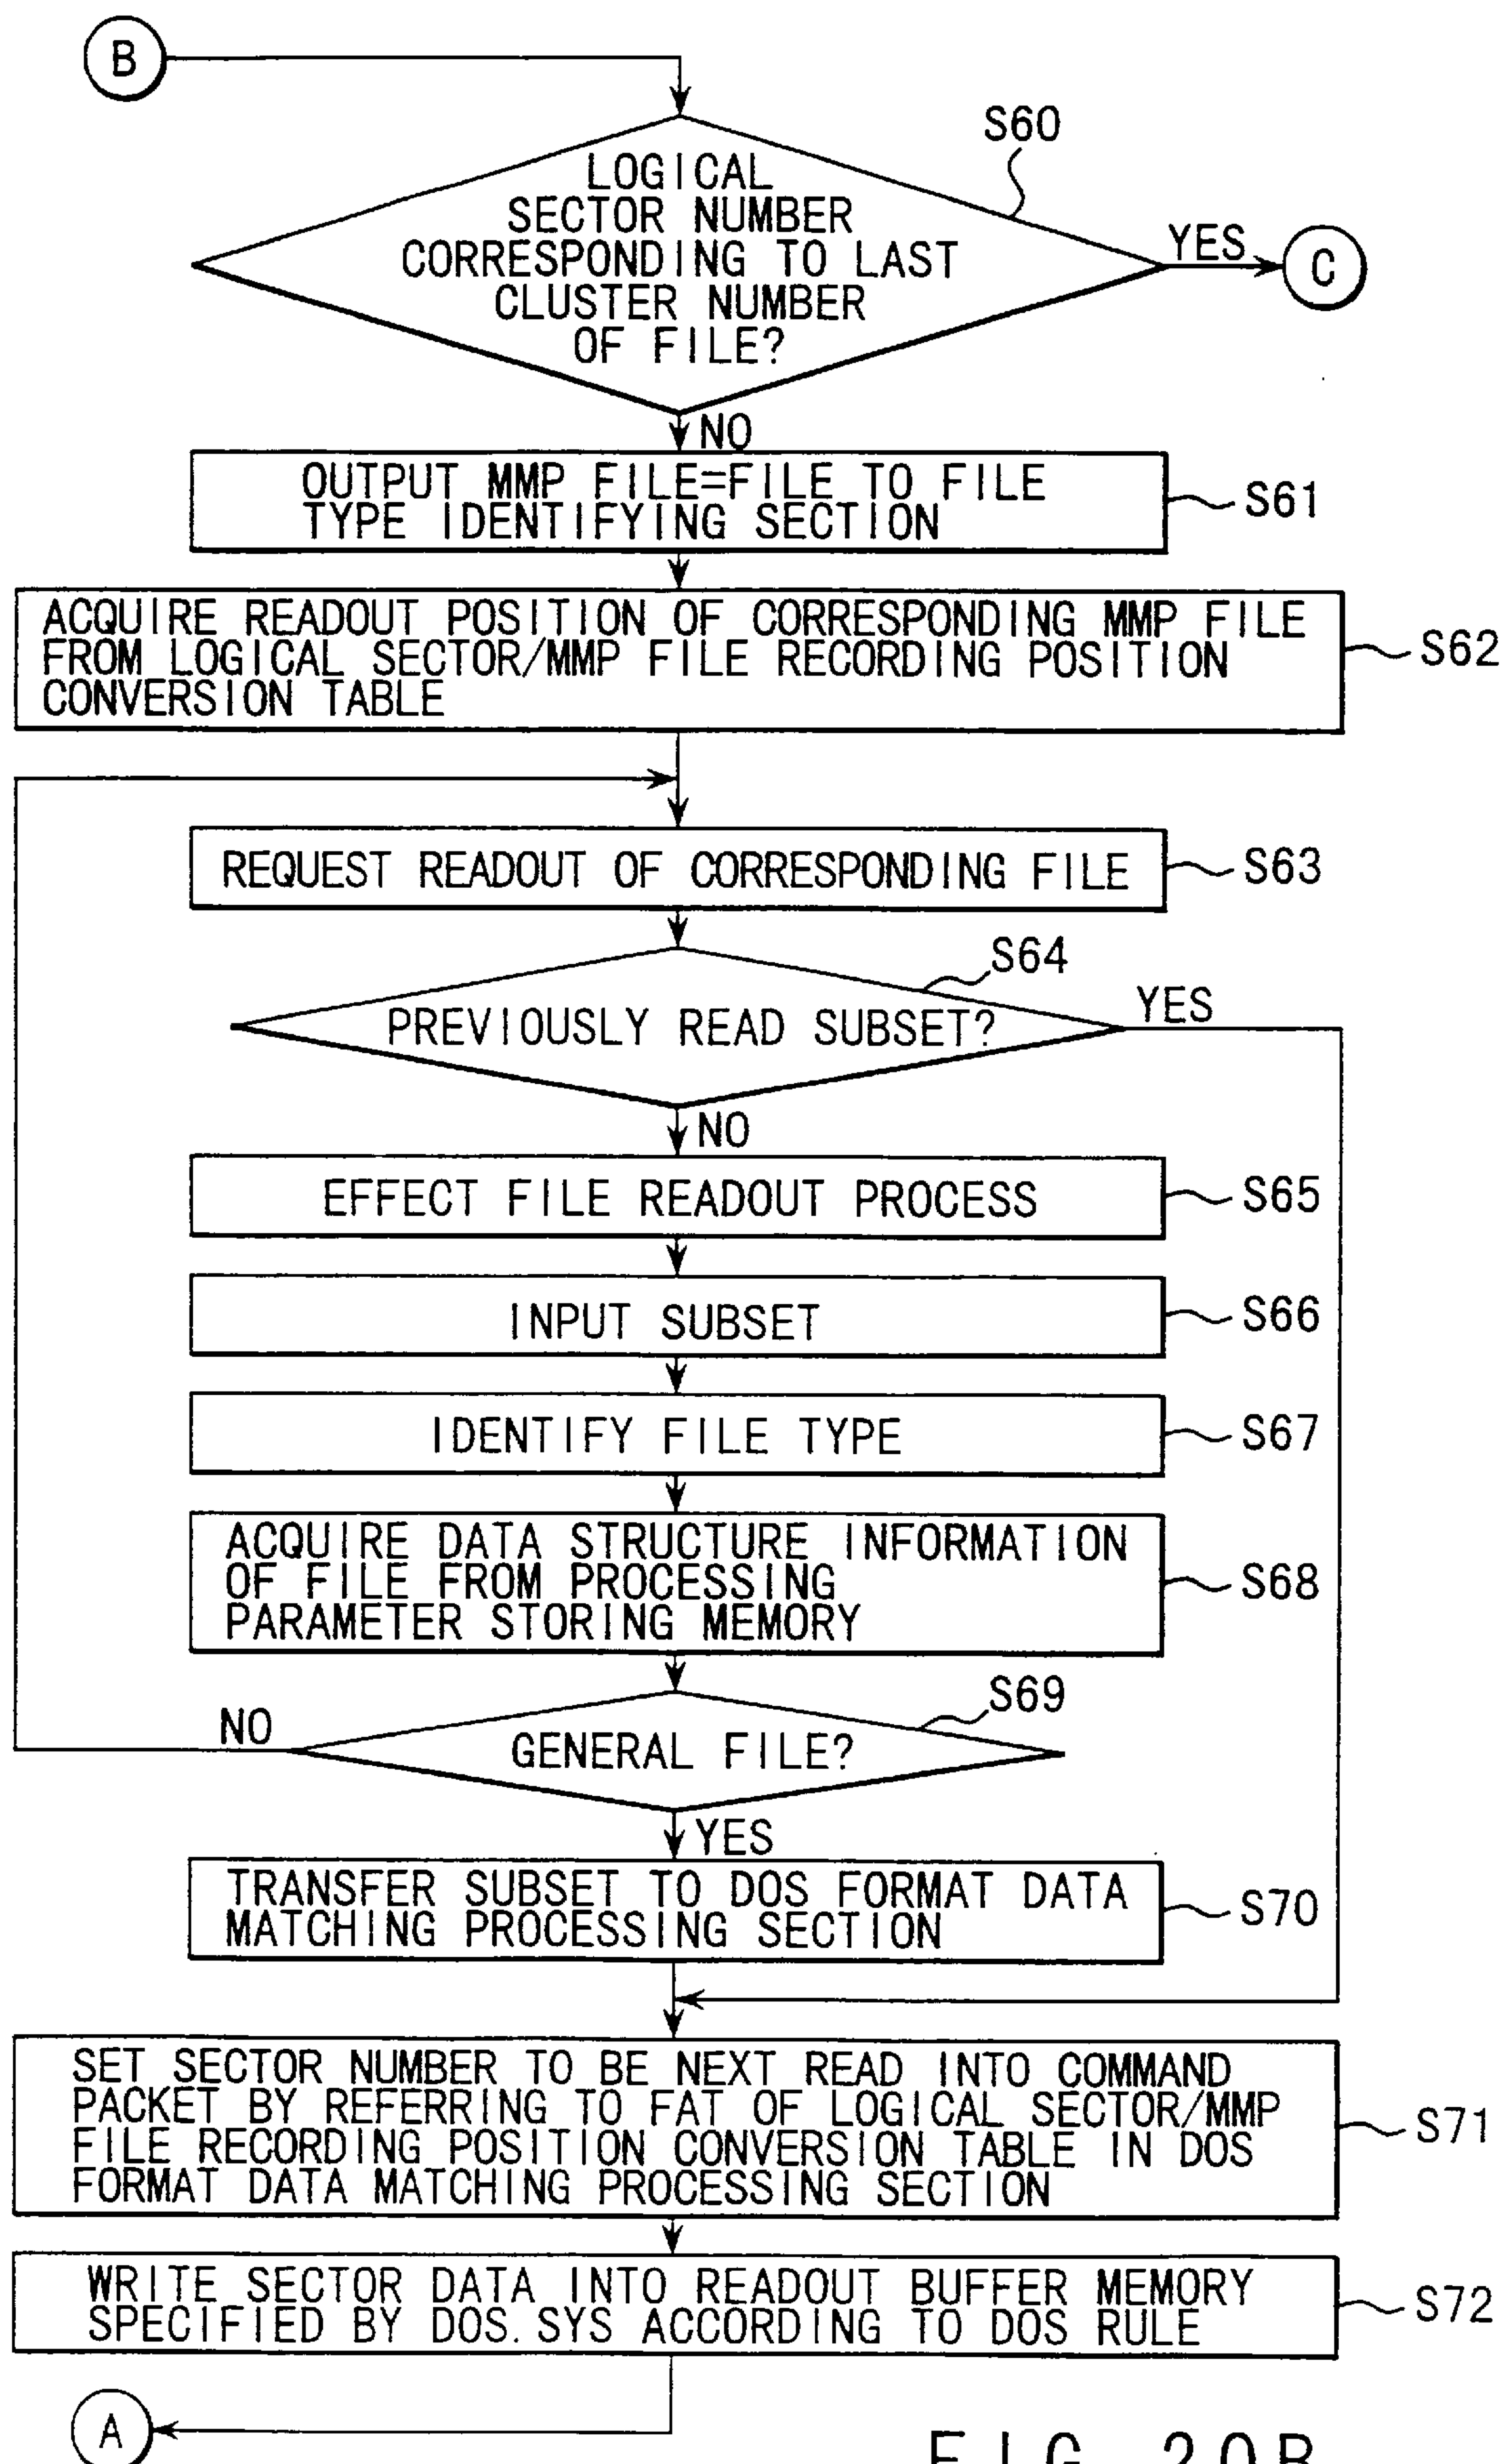 B
S60
LOGICAL
SECTOR NUMBER
CORRESPONDING TO LAST
CLUSTER NUMBER
OF FILE?
YES
C
NO
OUTPUT MMP FILE=FILE TO FILE
TYPE IDENTIFYING SECTION
S61
ACQUIRE READOUT POSITION OF CORRESPONDING MMP FILE
FROM LOGICAL SECTOR/MMP FILE RECORDING POSITION
CONVERSION TABLE
S62
REQUEST READOUT OF CORRESPONDING FILE
S63
S64
PREVIOUSLY READ SUBSET?
YES
NO
EFFECT FILE READOUT PROCESS
S65
INPUT SUBSET
S66
IDENTIFY FILE TYPE
S67
ACQUIRE DATA STRUCTURE INFORMATION
OF FILE FROM PROCESSING
PARAMETER STORING MEMORY
S68
S69
NO
GENERAL FILE?
YES
TRANSFER SUBSET TO DOS FORMAT DATA
MATCHING PROCESSING SECTION
S70
SET SECTOR NUMBER TO BE NEXT READ INTO COMMAND
PACKET BY REFERRING TO FAT OF LOGICAL SECTOR/MMP
FILE RECORDING POSITION CONVERSION TABLE IN DOS
FORMAT DATA MATCHING PROCESSING SECTION
S71
WRITE SECTOR DATA INTO READOUT BUFFER MEMORY
SPECIFIED BY DOS.SYS ACCORDING TO DOS RULE
S72
A
FIG. 20B